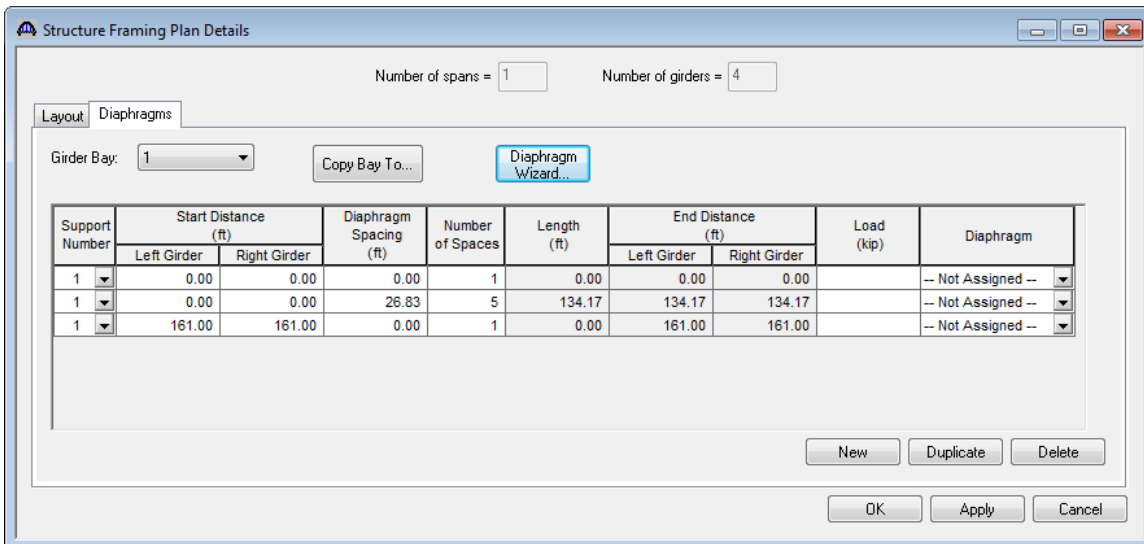 Structure Framing Plan Details
Number of spans = 1 Number of girders = 4
Layout Diaphragms
Girder Bay: 1 Copy Bay To... Diaphragm Wizard...
Support Number Start Distance (ft) Left Girder Right Girder Diaphragm Spacing (ft) Number of Spaces Length (ft) End Distance (ft) Left Girder Right Girder Load (kip) Diaphragm
1 0.00 0.00 0.00 1 0.00 0.00 0.00 -- Not Assigned --
1 0.00 0.00 26.83 5 134.17 134.17 134.17 -- Not Assigned --
1 161.00 161.00 0.00 1 0.00 161.00 161.00 -- Not Assigned --
New Duplicate Delete
OK Apply Cancel